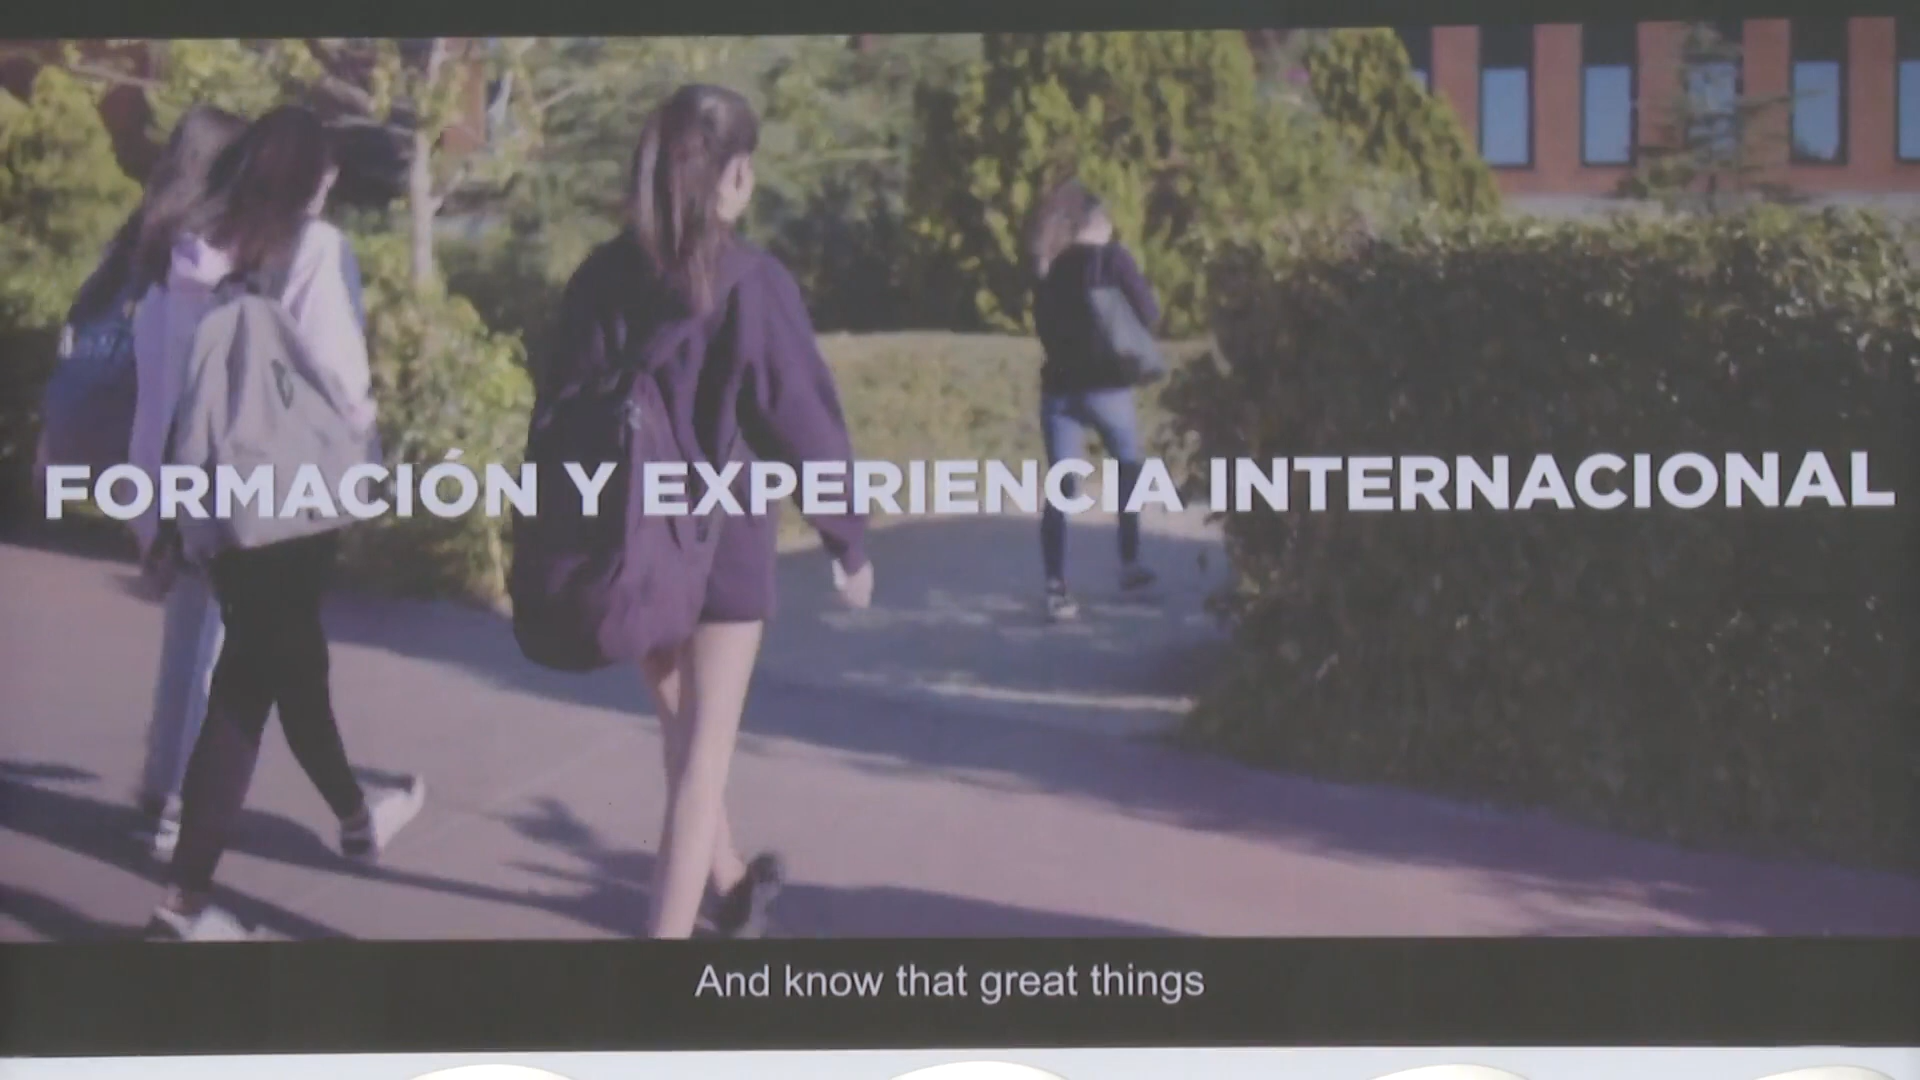 FORMACIÓN Y EXPERIENCIA INTERNACIONAL
And know that great things